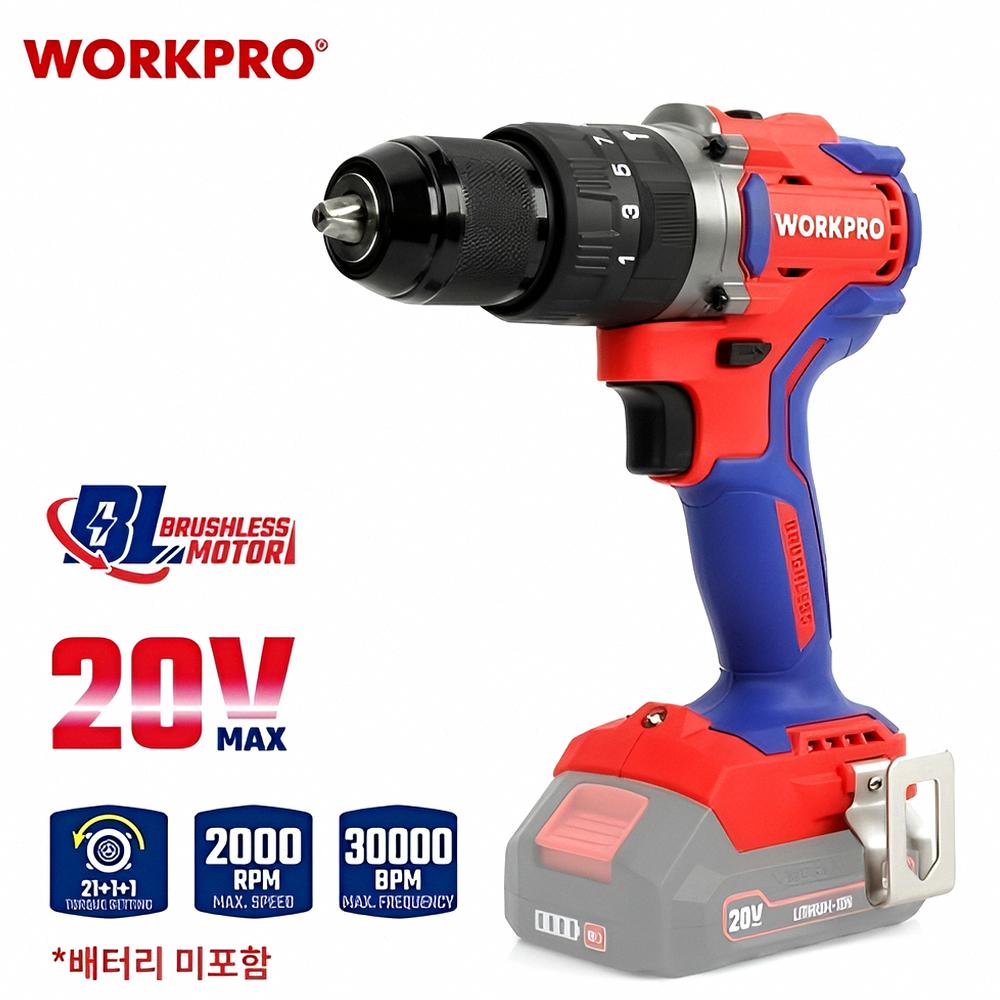 WORKPRO®
7
5
3
1
WORKPRO
BL BRUSHLESS
MOTOR
20V
MAX
21+1+1
2000
RPM
MAX. SPEED
30000
BPM
MAX. FREQUENCY
20V
*배터리 미포함